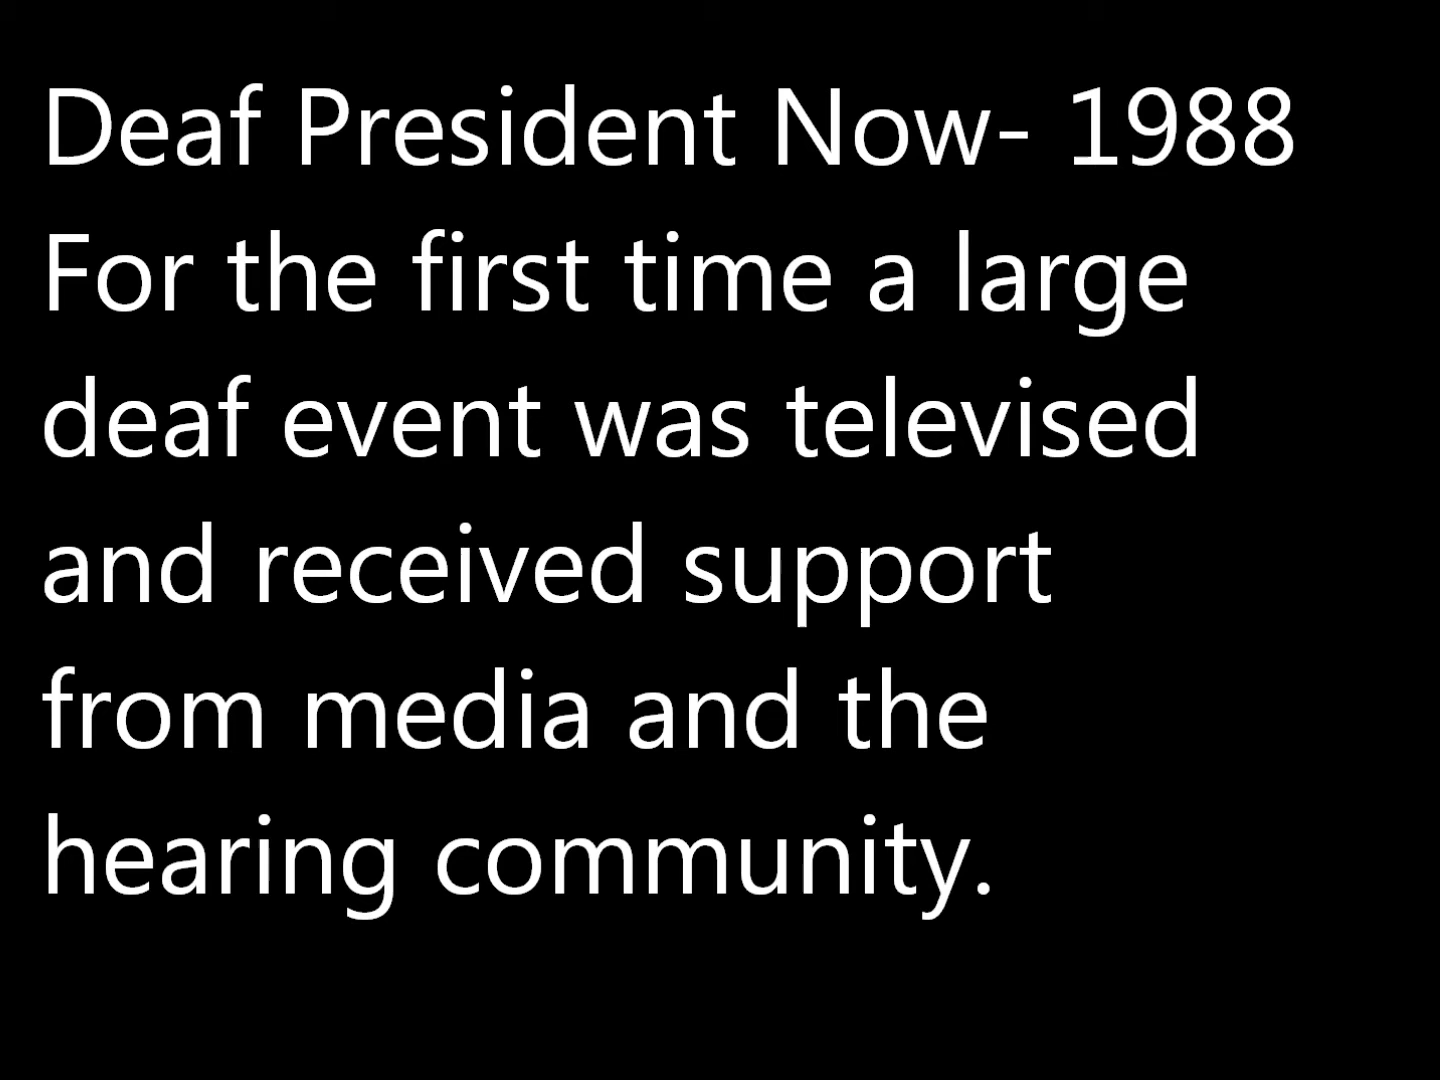 Deaf President Now- 1988
For the first time a large
deaf event was televised
and received support
from media and the
hearing community.